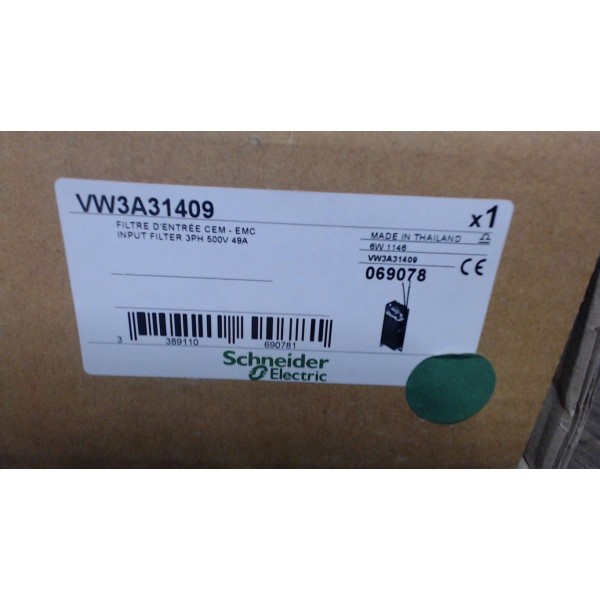 VW3A31409
x1
FILTRE D'ENTRÉE CEM - EMC
INPUT FILTER 3PH 500V 49A
MADE IN THAILAND
6W 1146
VW3A31409
069078
CE
3 389110 690781
Schneider
Electric